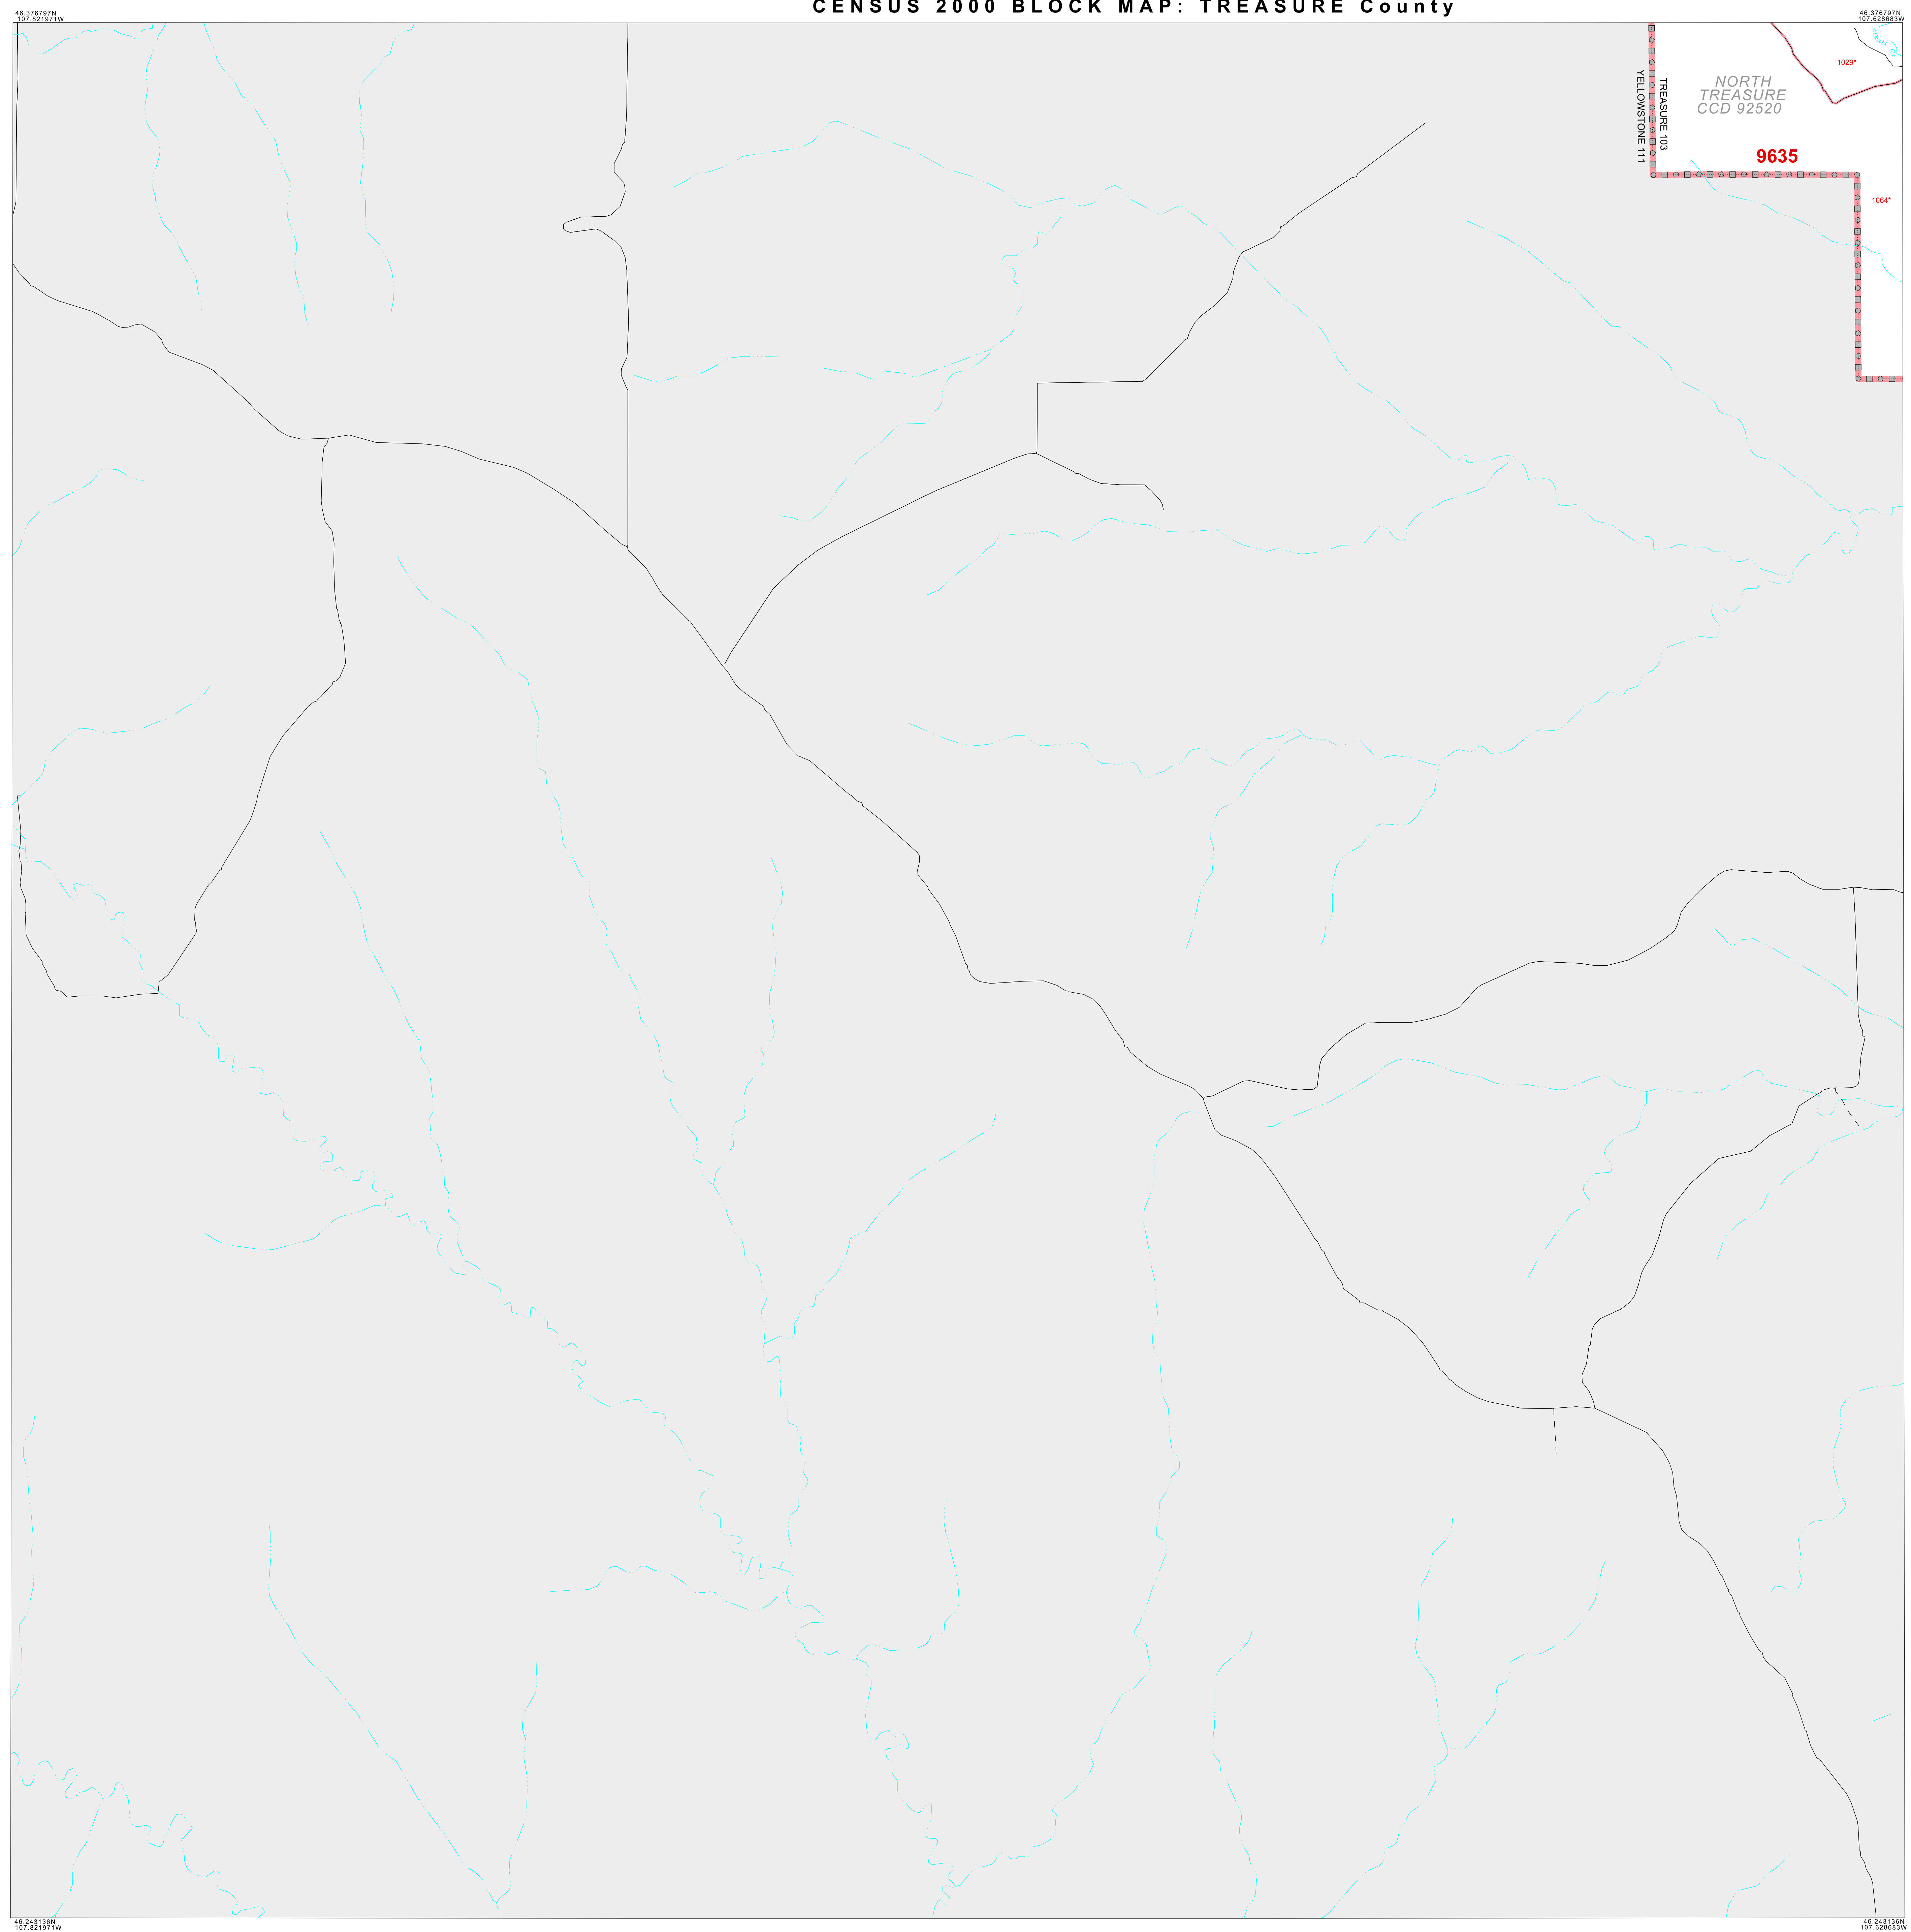 CENSUS 2000 BLOCK MAP: TREASURE County
46.376797N
107.821971W
46.376797N
107.628683W
1029*
NORTH
TREASURE
CCD 92520
YELLOWSTONE 111
TREASURE 103
9635
1064*
46.243136N
107.821971W
46.243136N
107.628683W